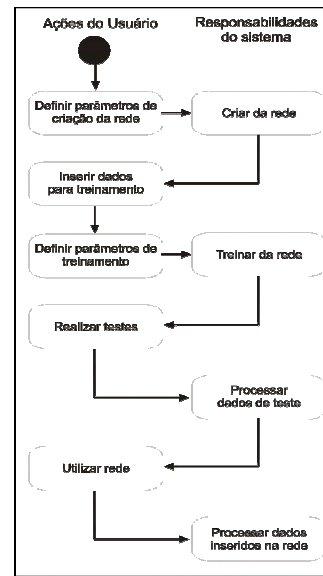 Ações do Usuário
Responsabilidades
do sistema
Definir parâmetros de
criação da rede
Criar da rede
Inserir dados
para treinamento
Definir parâmetros de
treinamento
Treinar da rede
Realizar testes
Processar
dados de teste
Utilizar rede
Processar dados
inseridos na rede